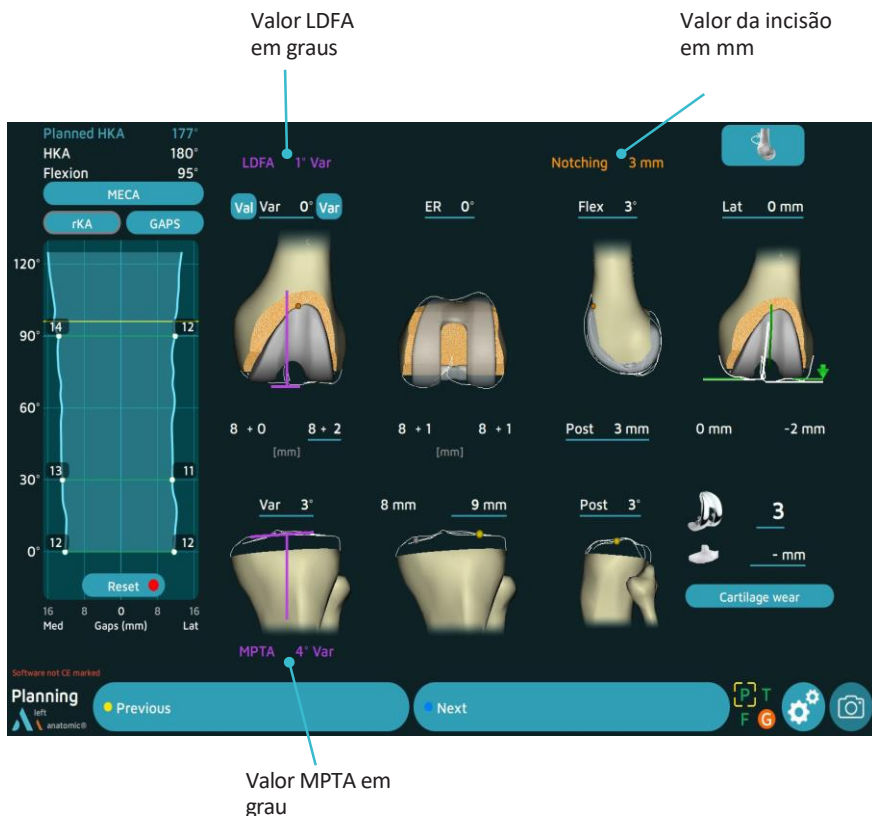 Valor LDFA
em graus
Valor da incisão
em mm
Planned HKA 177°
HKA 180°
Flexion 95°
MECA
rKA GAPS
LDFA 1° Var
Notching 3 mm
Val Var 0° Var
ER 0°
Flex 3°
Lat 0 mm
120°
90°
60°
30°
0°
14 12
13 11
12 12
Reset
16 8 0 8 16
Med Gaps (mm) Lat
8 + 0 8 + 2
[mm]
8 + 1 8 + 1
[mm]
Post 3 mm
0 mm -2 mm
Var 3°
8 mm 9 mm
Post 3°
3
- mm
Cartilage wear
MPTA 4° Var
Software not CE marked
Planning
left
anatomic®
Previous
Next
P T
F G
Valor MPTA em
grau